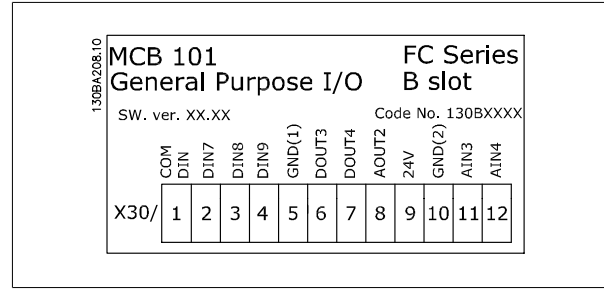 130BA208.10
MCB 101 FC Series
General Purpose I/O B slot
SW. ver. XX.XX Code No. 130BXXXX
COM DIN DIN7 DIN8 DIN9 GND(1) DOUT3 DOUT4 AOUT2 24V GND(2) AIN3 AIN4
X30/ 1 2 3 4 5 6 7 8 9 10 11 12